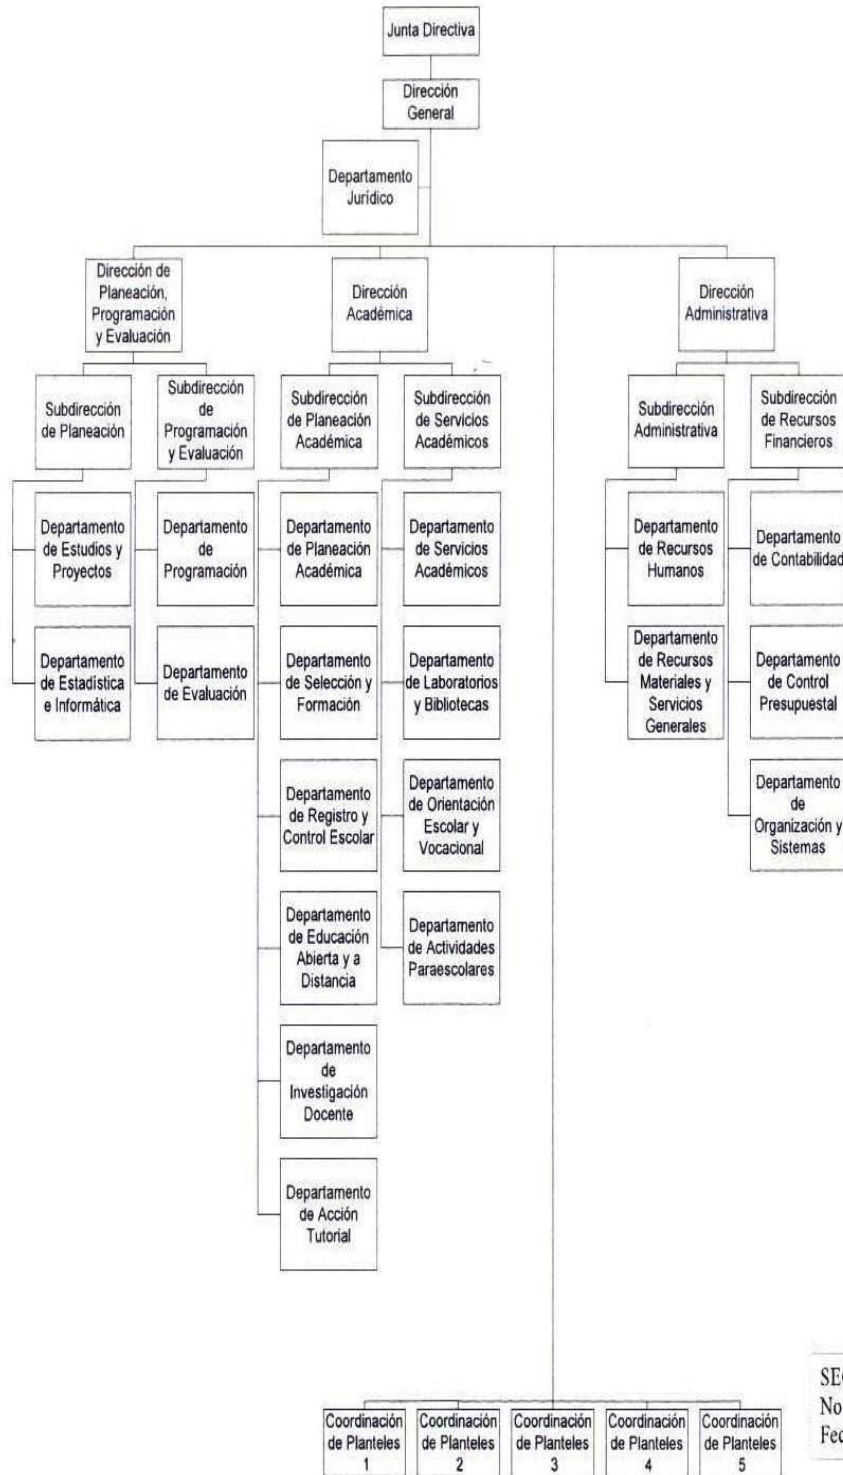 Junta Directiva
Dirección
General
Departamento
Jurídico
Dirección de
Planeación,
Programación
y Evaluación
Dirección
Académica
Dirección
Administrativa
Subdirección
de Planeación
Subdirección
de
Programación
y Evaluación
Subdirección
de Planeación
Académica
Subdirección
de Servicios
Académicos
Subdirección
Administrativa
Subdirección
de Recursos
Financieros
Departamento
de Estudios y
Proyectos
Departamento
de
Programación
Departamento
de Planeación
Académica
Departamento
de Servicios
Académicos
Departamento
de Recursos
Humanos
Departamento
de Contabilidad
Departamento
de Estadística
e Informática
Departamento
de Evaluación
Departamento
de Selección y
Formación
Departamento
de Laboratorios
y Bibliotecas
Departamento
de Recursos
Materiales y
Servicios
Generales
Departamento
de Control
Presupuestal
Departamento
de Registro y
Control Escolar
Departamento
de Orientación
Escolar y
Vocacional
Departamento
de
Organización y
Sistemas
Departamento
de Educación
Abierta y a
Distancia
Departamento
de Actividades
Paraescolares
Departamento
de
Investigación
Docente
Departamento
de Acción
Tutorial
Coordinación
de Planteles
1
Coordinación
de Planteles
2
Coordinación
de Planteles
3
Coordinación
de Planteles
4
Coordinación
de Planteles
5
No